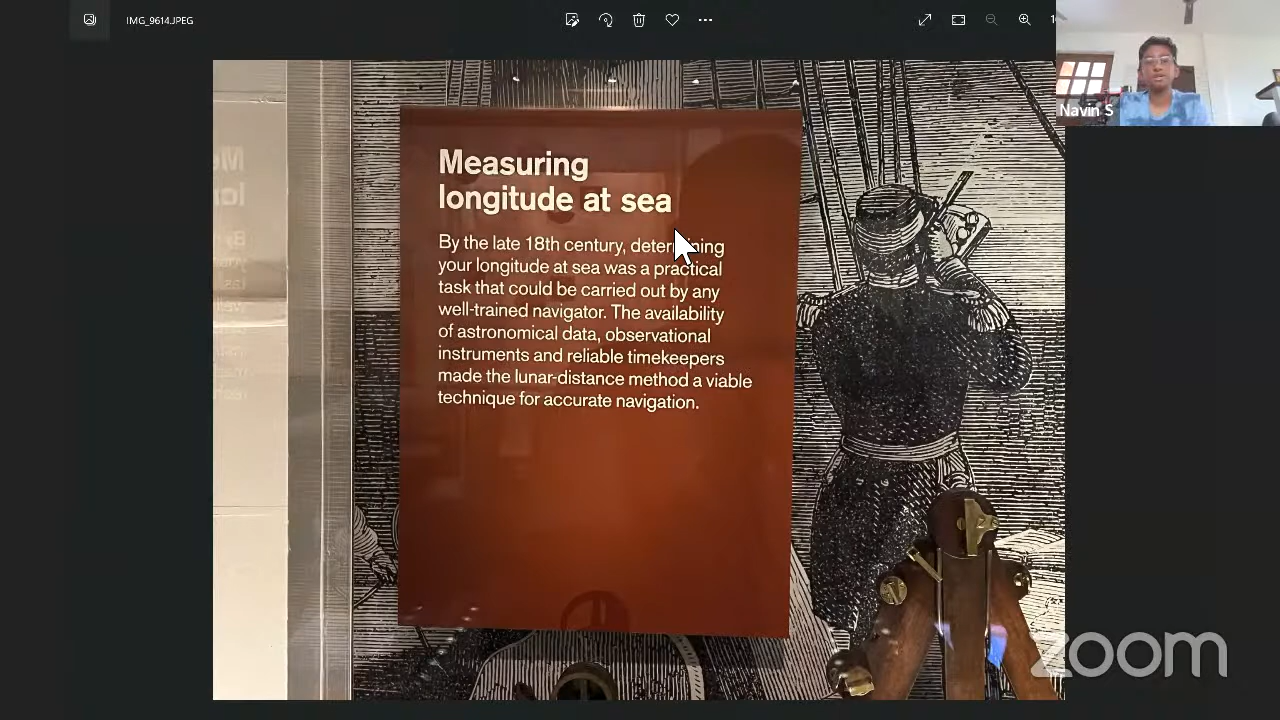 IMG_9614.JPEG
Navin S
Measuring
longitude at sea
By the late 18th century, determining
your longitude at sea was a practical
task that could be carried out by any
well-trained navigator. The availability
of astronomical data, observational
instruments and reliable timekeepers
made the lunar-distance method a viable
technique for accurate navigation.
zoom